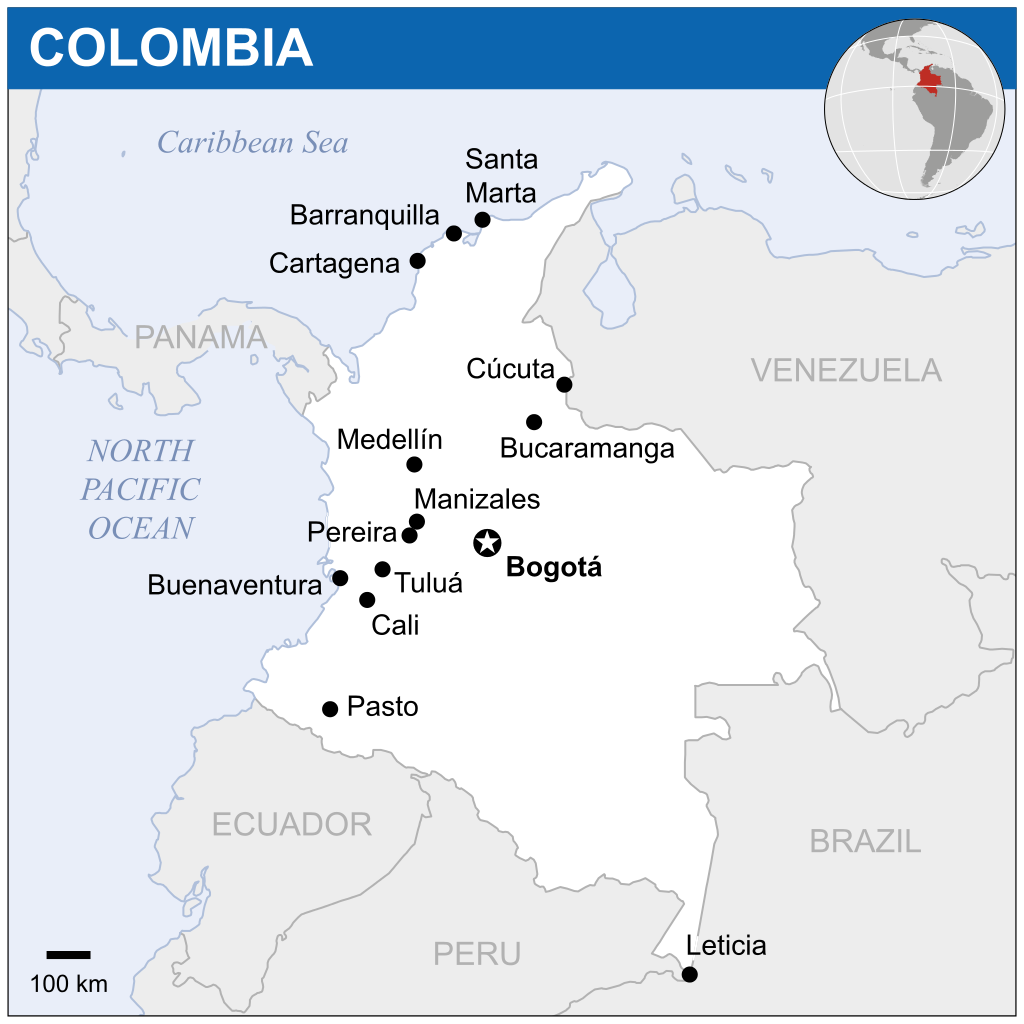 COLOMBIA
Caribbean Sea
Santa
Marta
Barranquilla
Cartagena
PANAMA
Cúcuta
VENEZUELA
Medellín
Bucaramanga
NORTH
PACIFIC
OCEAN
Manizales
Pereira
Bogotá
Buenaventura
Tuluá
Cali
Pasto
ECUADOR
BRAZIL
PERU
Leticia
100 km